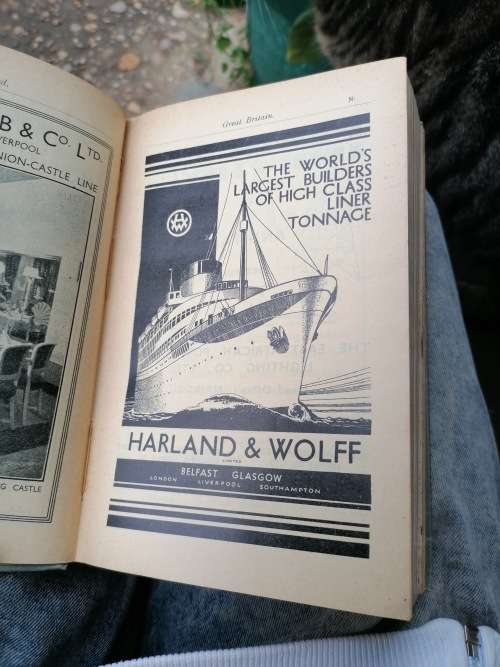 d.
B & Co. LTD.
VERPOOL
NION-CASTLE LINE
G CASTLE
Great Britain.
THE WORLD'S
LARGEST BUILDERS
OF HIGH CLASS
LINER
TONNAGE
HARLAND & WOLFF
LIMITED
BELFAST GLASGOW
LONDON LIVERPOOL SOUTHAMPTON